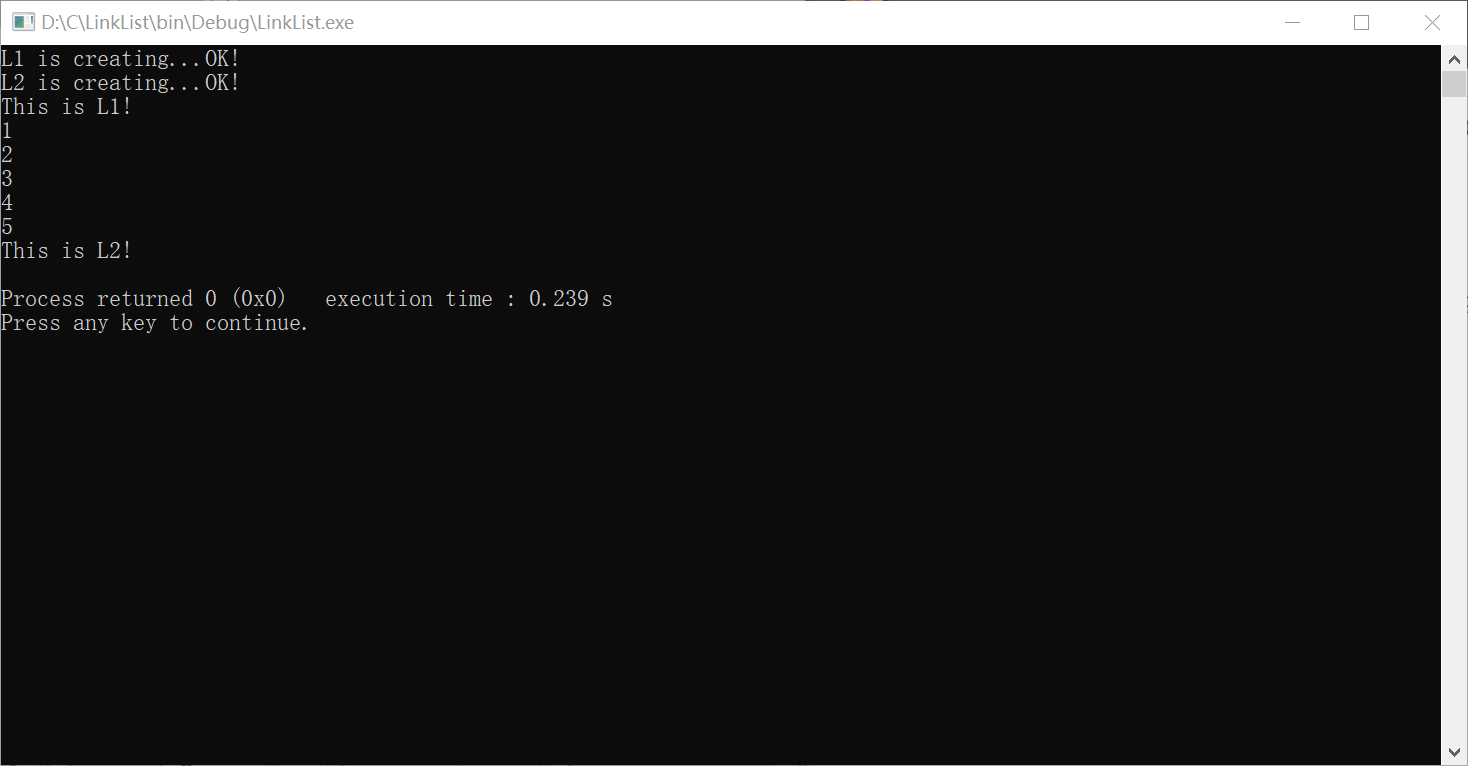 D:\C\LinkList\bin\Debug\LinkList.exe
L1 is creating...OK!
L2 is creating...OK!
This is L1!
1
2
3
4
5
This is L2!
Process returned 0 (0x0)   execution time : 0.239 s
Press any key to continue.